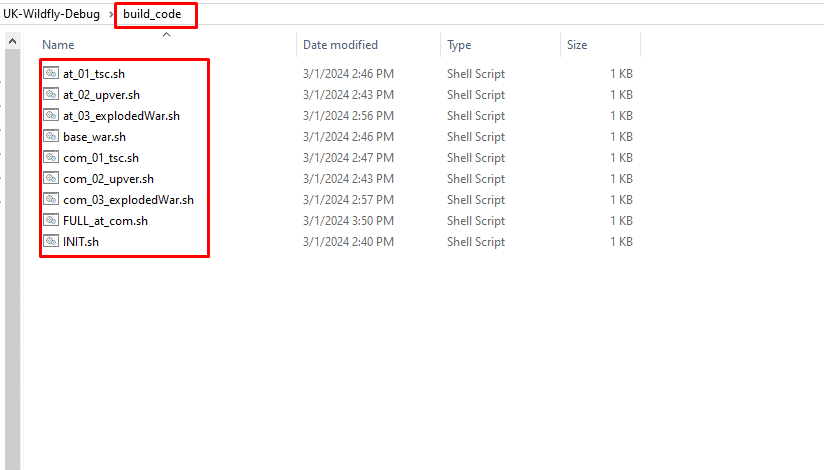 UK-Wildfly-Debug > build_code
Name Date modified Type Size
at_01_tsc.sh 3/1/2024 2:46 PM Shell Script 1 KB
at_02_upver.sh 3/1/2024 2:43 PM Shell Script 1 KB
at_03_explodedWar.sh 3/1/2024 2:56 PM Shell Script 1 KB
base_war.sh 3/1/2024 2:46 PM Shell Script 1 KB
com_01_tsc.sh 3/1/2024 2:47 PM Shell Script 1 KB
com_02_upver.sh 3/1/2024 2:43 PM Shell Script 1 KB
com_03_explodedWar.sh 3/1/2024 2:57 PM Shell Script 1 KB
FULL_at_com.sh 3/1/2024 3:50 PM Shell Script 1 KB
INIT.sh 3/1/2024 2:40 PM Shell Script 1 KB